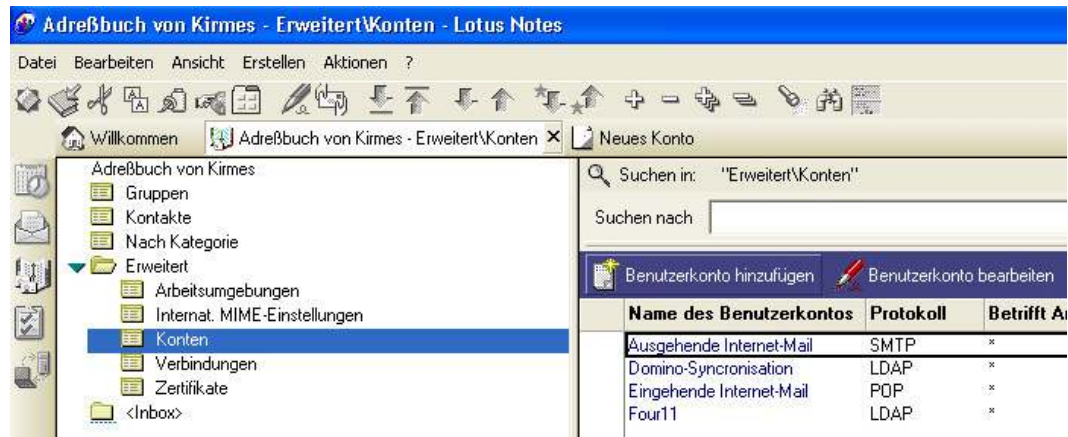 Adreßbuch von Kirmes - Erweitert\Konten - Lotus Notes
Datei Bearbeiten Ansicht Erstellen Aktionen ?
Willkommen Adreßbuch von Kirmes - Erweitert\Konten Neues Konto
Adreßbuch von Kirmes
Gruppen
Kontakte
Nach Kategorie
Erweitert
Arbeitsumgebungen
Internat. MIME-Einstellungen
Konten
Verbindungen
Zertifikate
<Inbox>
Suchen in: "Erweitert\Konten"
Suchen nach
Benutzerkonto hinzufügen Benutzerkonto bearbeiten
Name des Benutzerkontos Protokoll Betrifft
Ausgehende Internet-Mail SMTP *
Domino-Syncronisation LDAP *
Eingehende Internet-Mail POP *
Four11 LDAP *